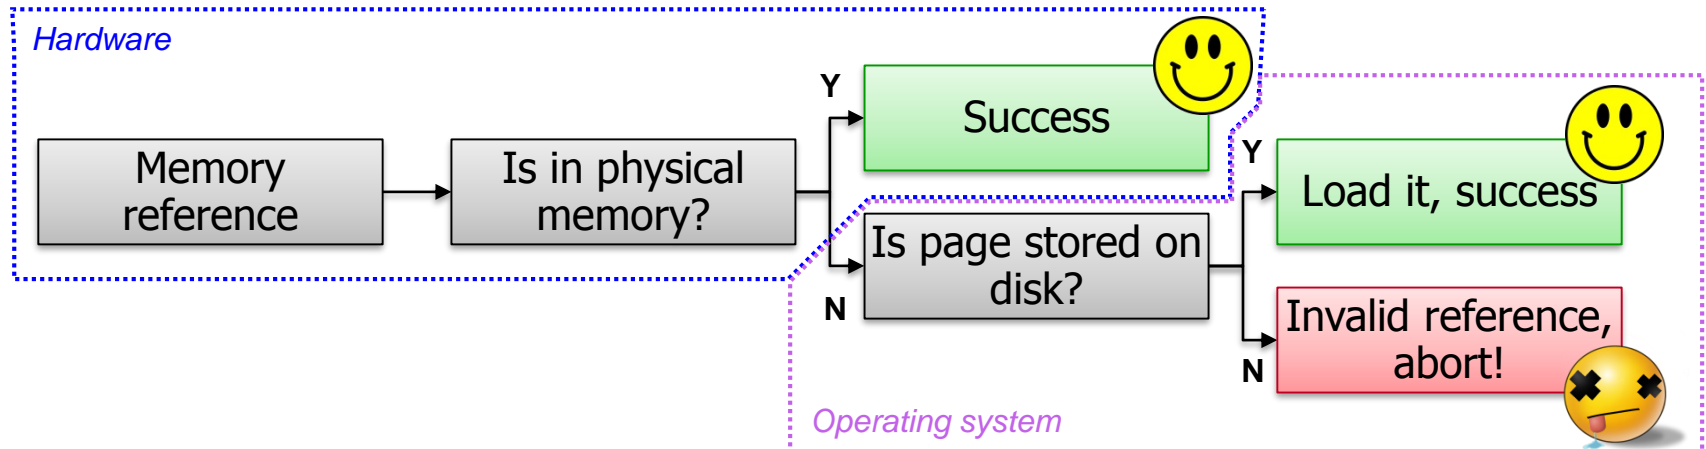 Hardware
Memory
reference
Is in physical
memory?
Y
Success
N
Is page stored on
disk?
Y
Load it, success
N
Invalid reference,
abort!
Operating system